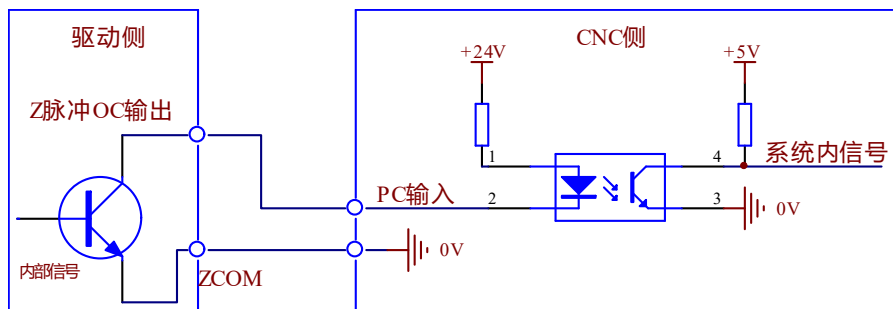 驱动侧
CNC侧
+24V
+5V
Z脉冲OC输出
1
4
系统内信号
PC输入
2
3
0V
内部信号
ZCOM
0V